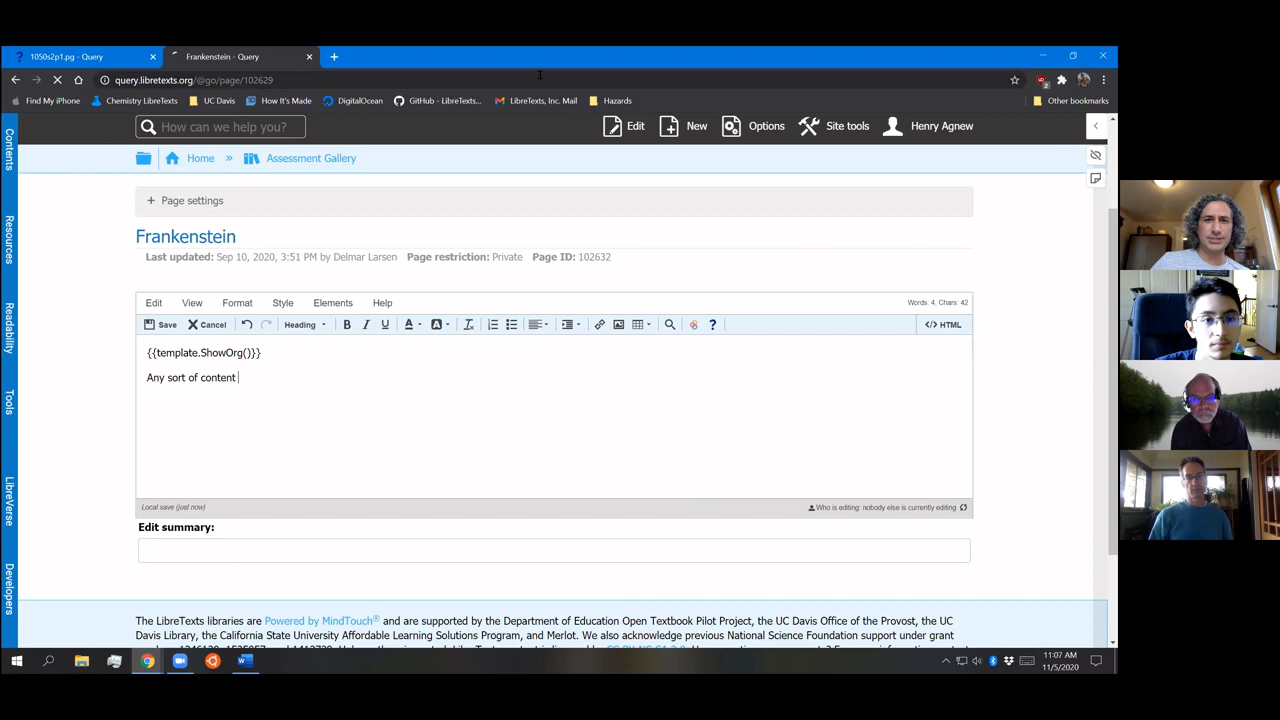 1050s2p1.pg - Query
Frankenstein - Query
query.libretexts.org/@go/page/102629
Find My iPhone
Chemistry LibreTexts
UC Davis
How It's Made
DigitalOcean
GitHub - LibreTexts...
LibreTexts, Inc. Mail
Hazards
Other bookmarks
How can we help you?
Edit
New
Options
Site tools
Henry Agnew
Home » Assessment Gallery
Contents
Resources
Readability
Tools
LibreVerse
Developers
+ Page settings
Frankenstein
Last updated: Sep 10, 2020, 3:51 PM by Delmar Larsen Page restriction: Private Page ID: 102632
Edit View Format Style Elements Help
Words: 4, Chars: 42
Save Cancel Heading B I U A A </> HTML
{{template.ShowOrg()}}
Any sort of content
Local save (just now)
Who is editing: nobody else is currently editing
Edit summary:
The LibreTexts libraries are Powered by MindTouch® and are supported by the Department of Education Open Textbook Pilot Project, the UC Davis Office of the Provost, the UC
Davis Library, the California State University Affordable Learning Solutions Program, and Merlot. We also acknowledge previous National Science Foundation support under grant
11:07 AM
11/5/2020